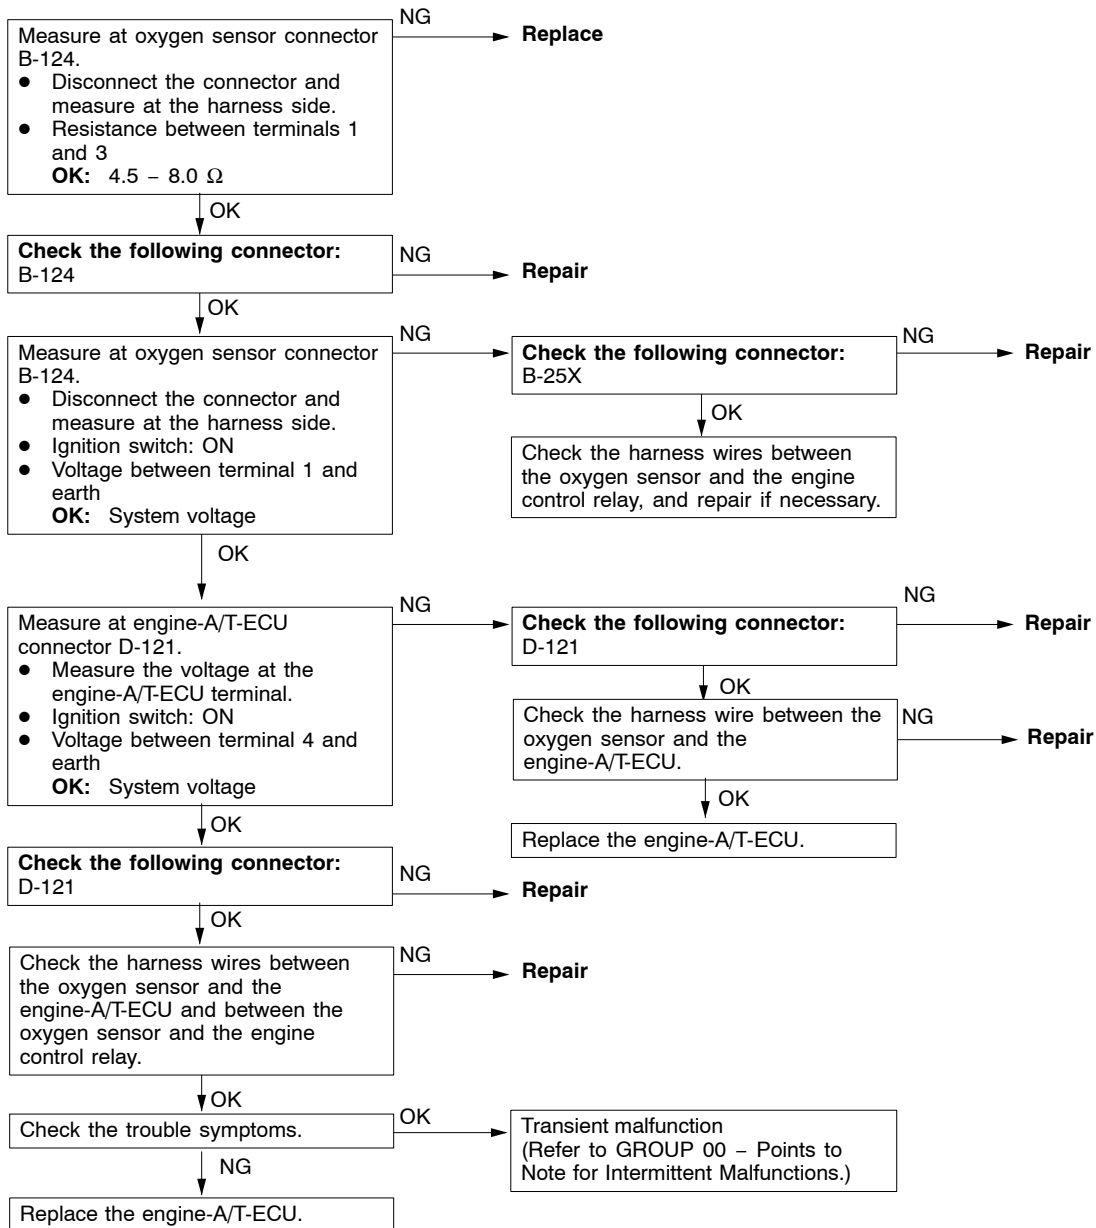 Measure at oxygen sensor connector
B-124.
● Disconnect the connector and
measure at the harness side.
● Resistance between terminals 1
and 3
OK: 4.5 – 8.0 Ω
NG
Replace
OK
Check the following connector:
B-124
NG
Repair
OK
Measure at oxygen sensor connector
B-124.
● Disconnect the connector and
measure at the harness side.
● Ignition switch: ON
● Voltage between terminal 1 and
earth
OK: System voltage
NG
Check the following connector:
B-25X
NG
Repair
OK
Check the harness wires between
the oxygen sensor and the engine
control relay, and repair if necessary.
OK
Measure at engine-A/T-ECU
connector D-121.
● Measure the voltage at the
engine-A/T-ECU terminal.
● Ignition switch: ON
● Voltage between terminal 4 and
earth
OK: System voltage
NG
Check the following connector:
D-121
NG
Repair
OK
Check the harness wire between the
oxygen sensor and the
engine-A/T-ECU.
NG
Repair
OK
Replace the engine-A/T-ECU.
OK
Check the following connector:
D-121
NG
Repair
OK
Check the harness wires between
the oxygen sensor and the
engine-A/T-ECU and between the
oxygen sensor and the engine
control relay.
NG
Repair
OK
Check the trouble symptoms.
OK
Transient malfunction
(Refer to GROUP 00 – Points to
Note for Intermittent Malfunctions.)
NG
Replace the engine-A/T-ECU.